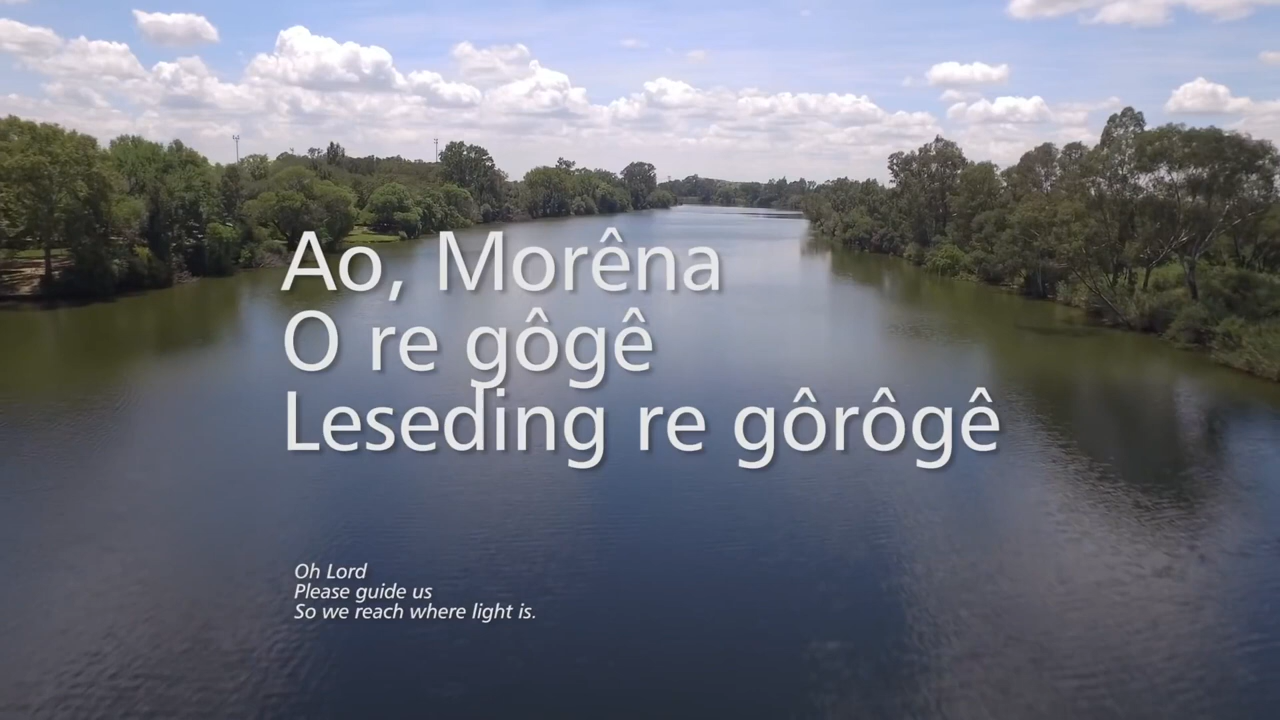 Ao, Morêna
O re gôgê
Leseding re gôrôgê
Oh Lord
Please guide us
So we reach where light is.